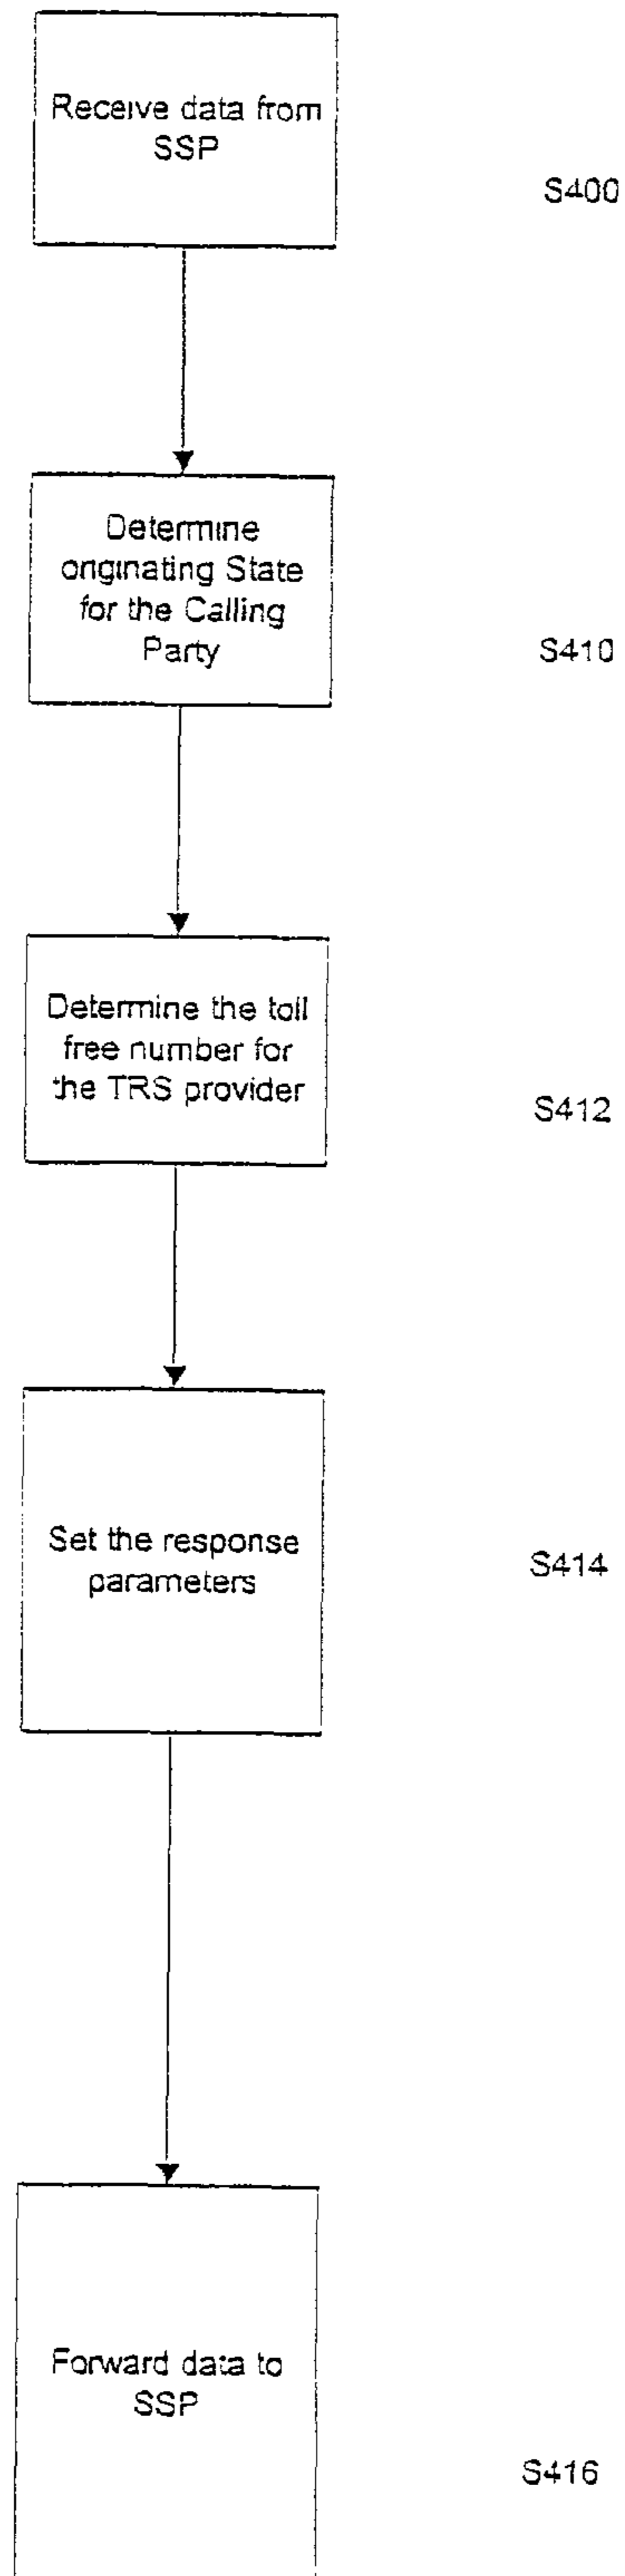 Receive data from
SSP
S400
Determine
originating State
for the Calling
Party
S410
Determine the toll
free number for
the TRS provider
S412
Set the response
parameters
S414
Forward data to
SSP
S416